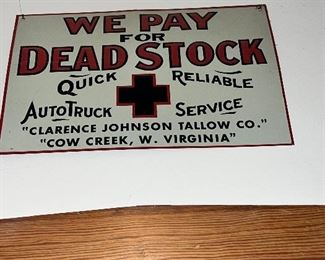 WE PAY
FOR
DEAD STOCK
QUICK RELIABLE
AUTOTRUCK SERVICE
"CLARENCE JOHNSON TALLOW CO."
"COW CREEK, W. VIRGINIA"